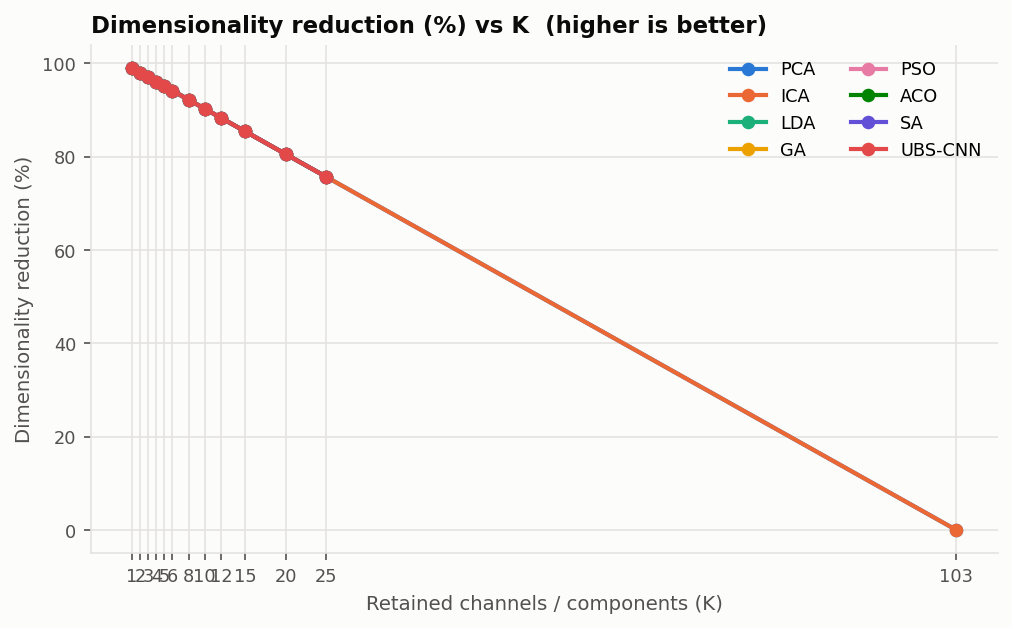 Dimensionality reduction (%) vs K  (higher is better)
PCA
ICA
LDA
GA
PSO
ACO
SA
UBS-CNN
Dimensionality reduction (%)
100
80
60
40
20
0
1 2 3 4 5 6 8 10 12 15 20 25 103
Retained channels / components (K)